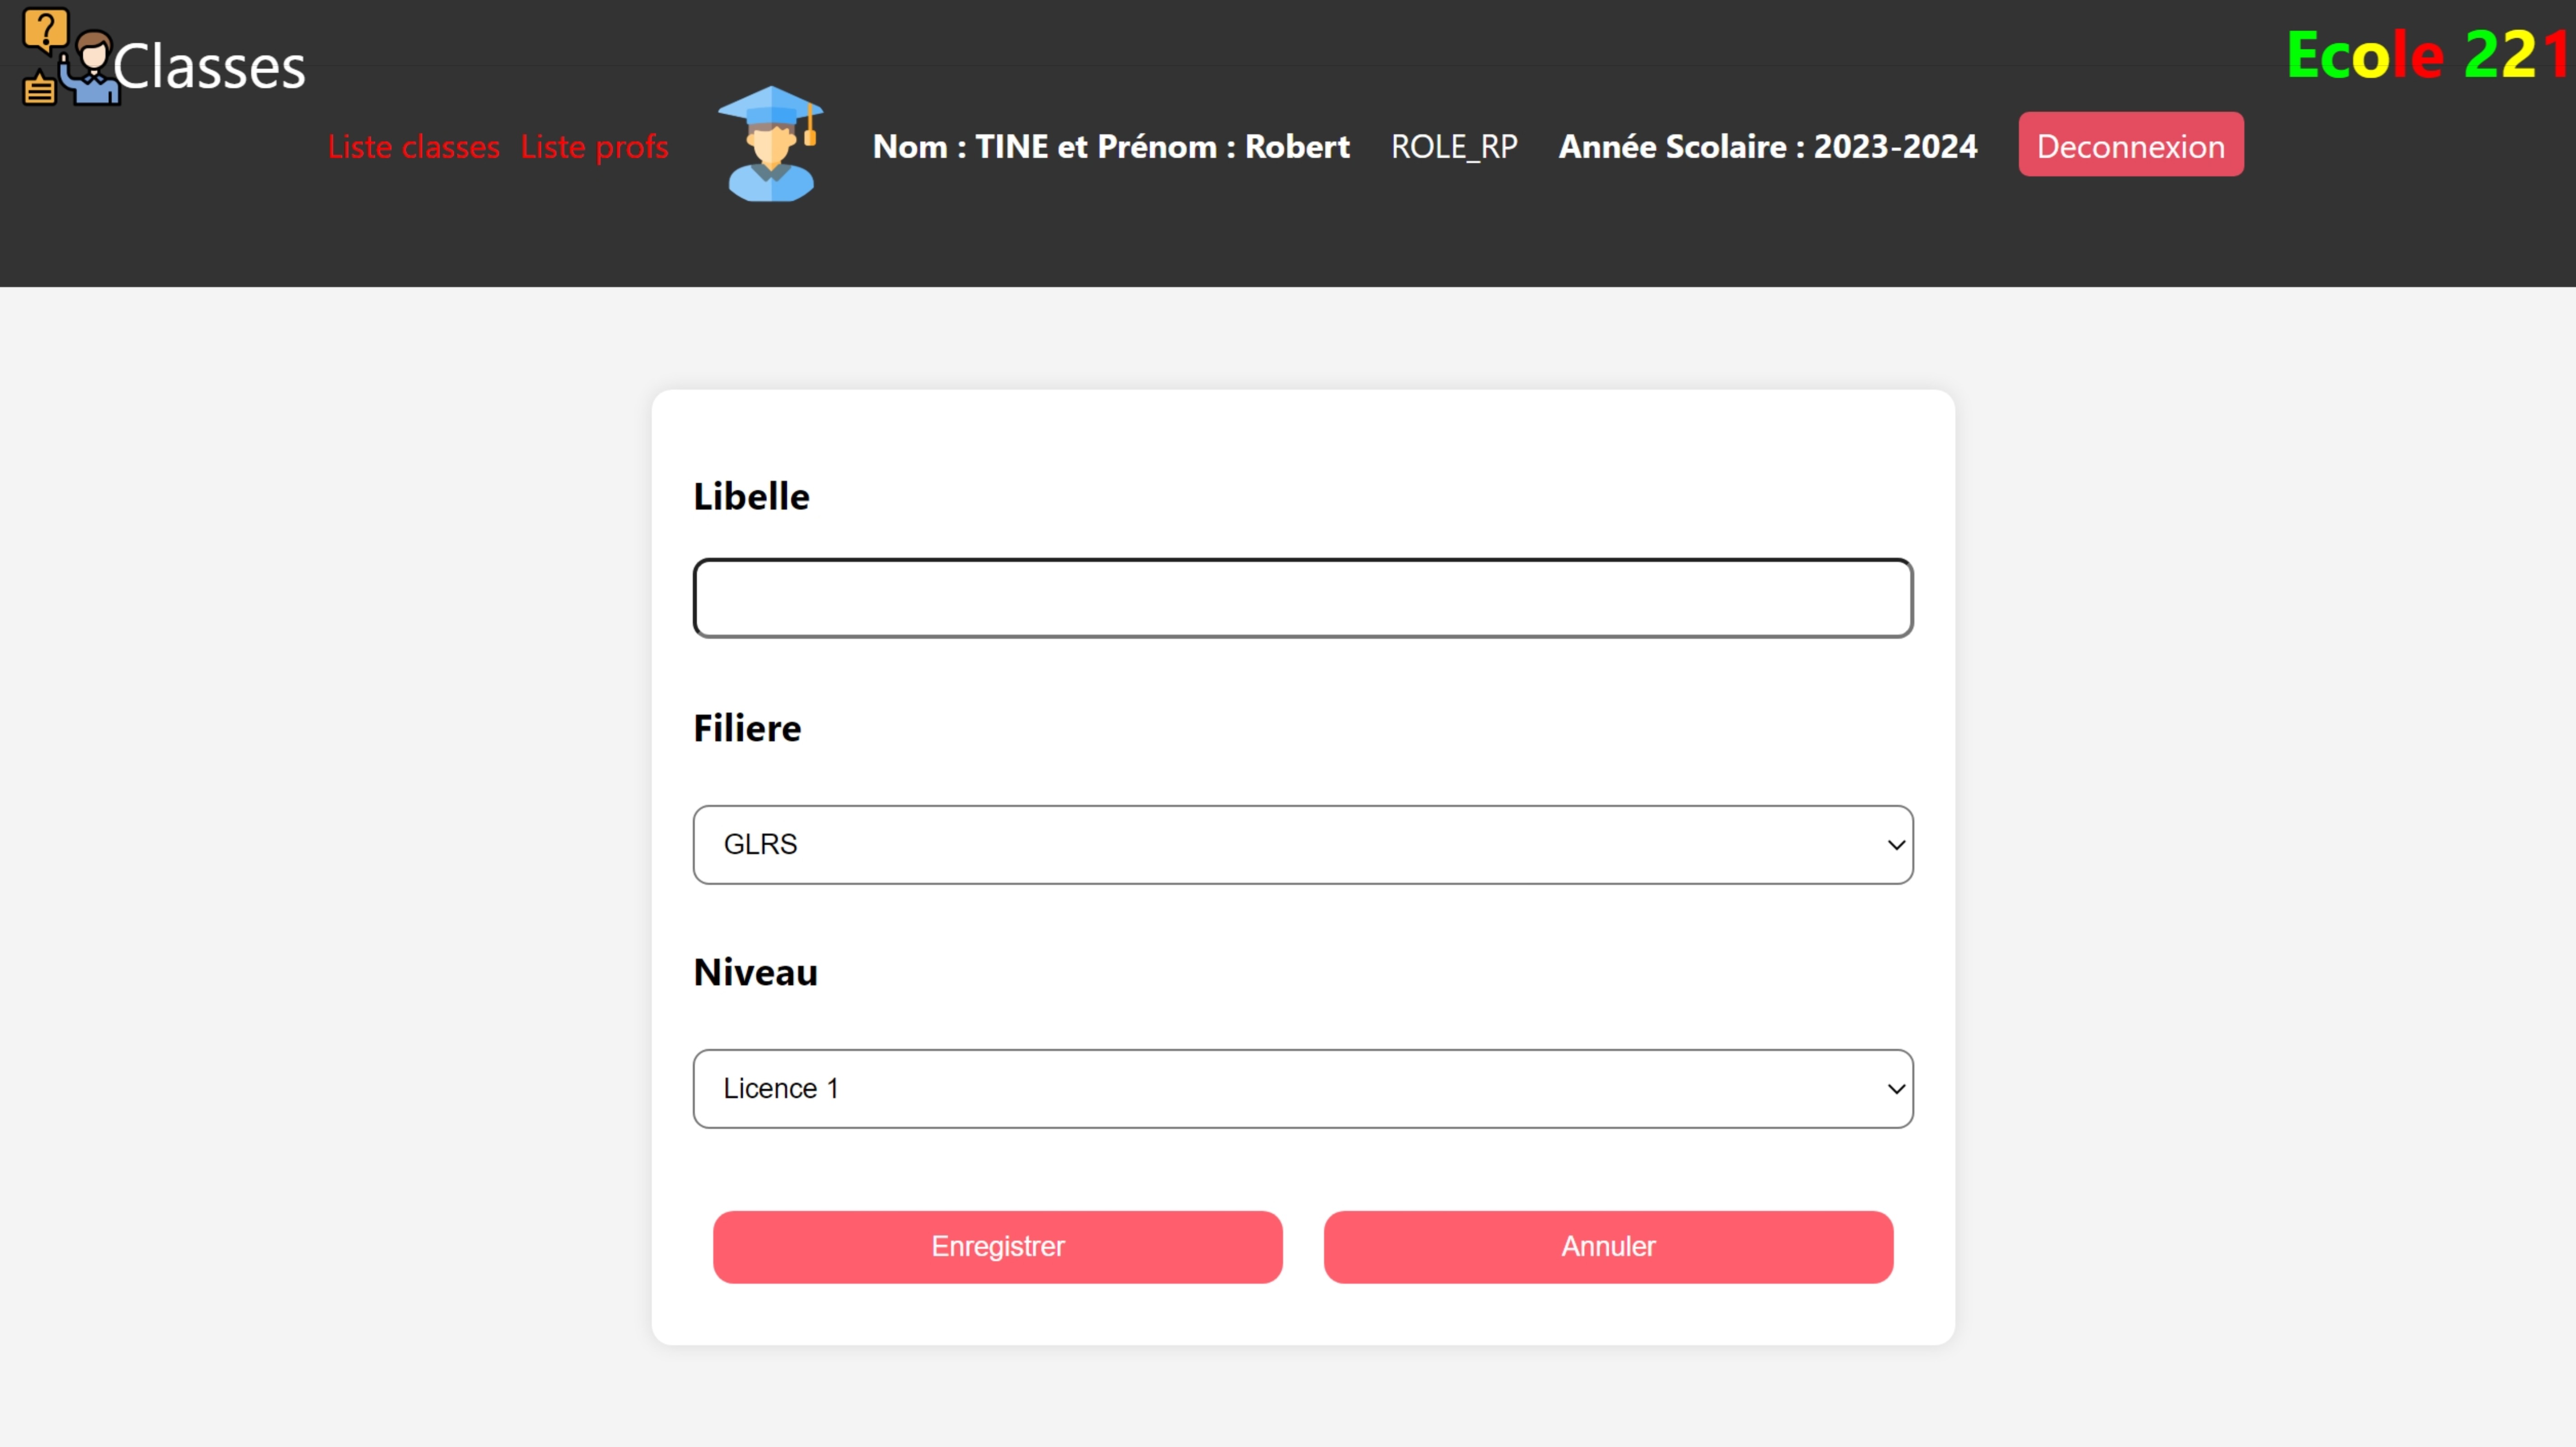 ?
Classes
Ecole 221
Liste classes Liste profs
Nom : TINE et Prénom : Robert
ROLE_RP
Année Scolaire : 2023-2024
Deconnexion
Libelle
Filiere
GLRS
Niveau
Licence 1
Enregistrer
Annuler